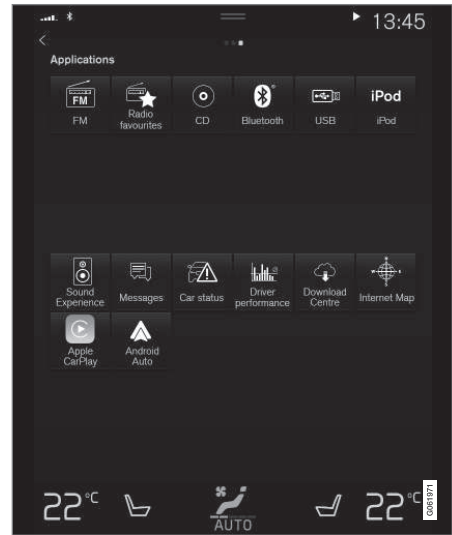 13:45
Applications
FM
FM
Radio
favourites
CD
Bluetooth
USB
iPod
iPod
Sound
Experience
Messages
Car status
Driver
performance
Download
Centre
Internet Map
Apple
CarPlay
Android
Auto
22°C
AUTO
22°C
G061971